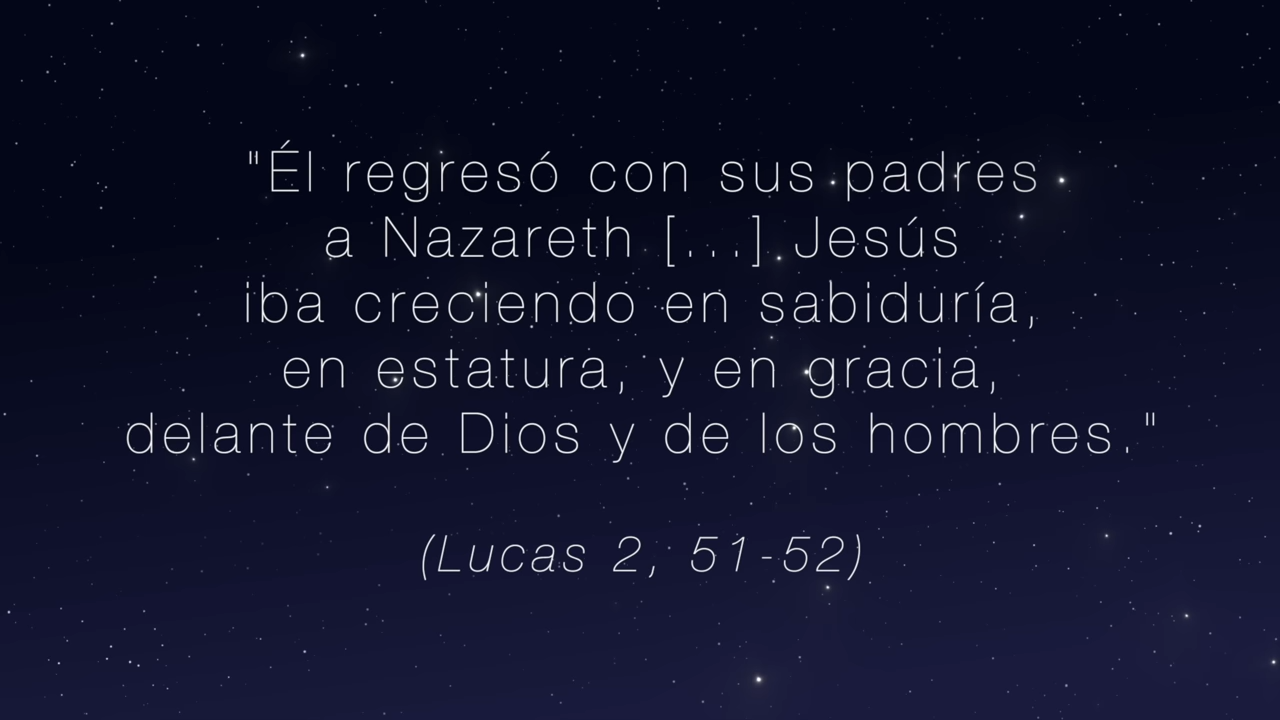 "Él regresó con sus padres
a Nazareth [...] Jesús
iba creciendo en sabiduría,
en estatura, y en gracia,
delante de Dios y de los hombres."
(Lucas 2, 51-52)